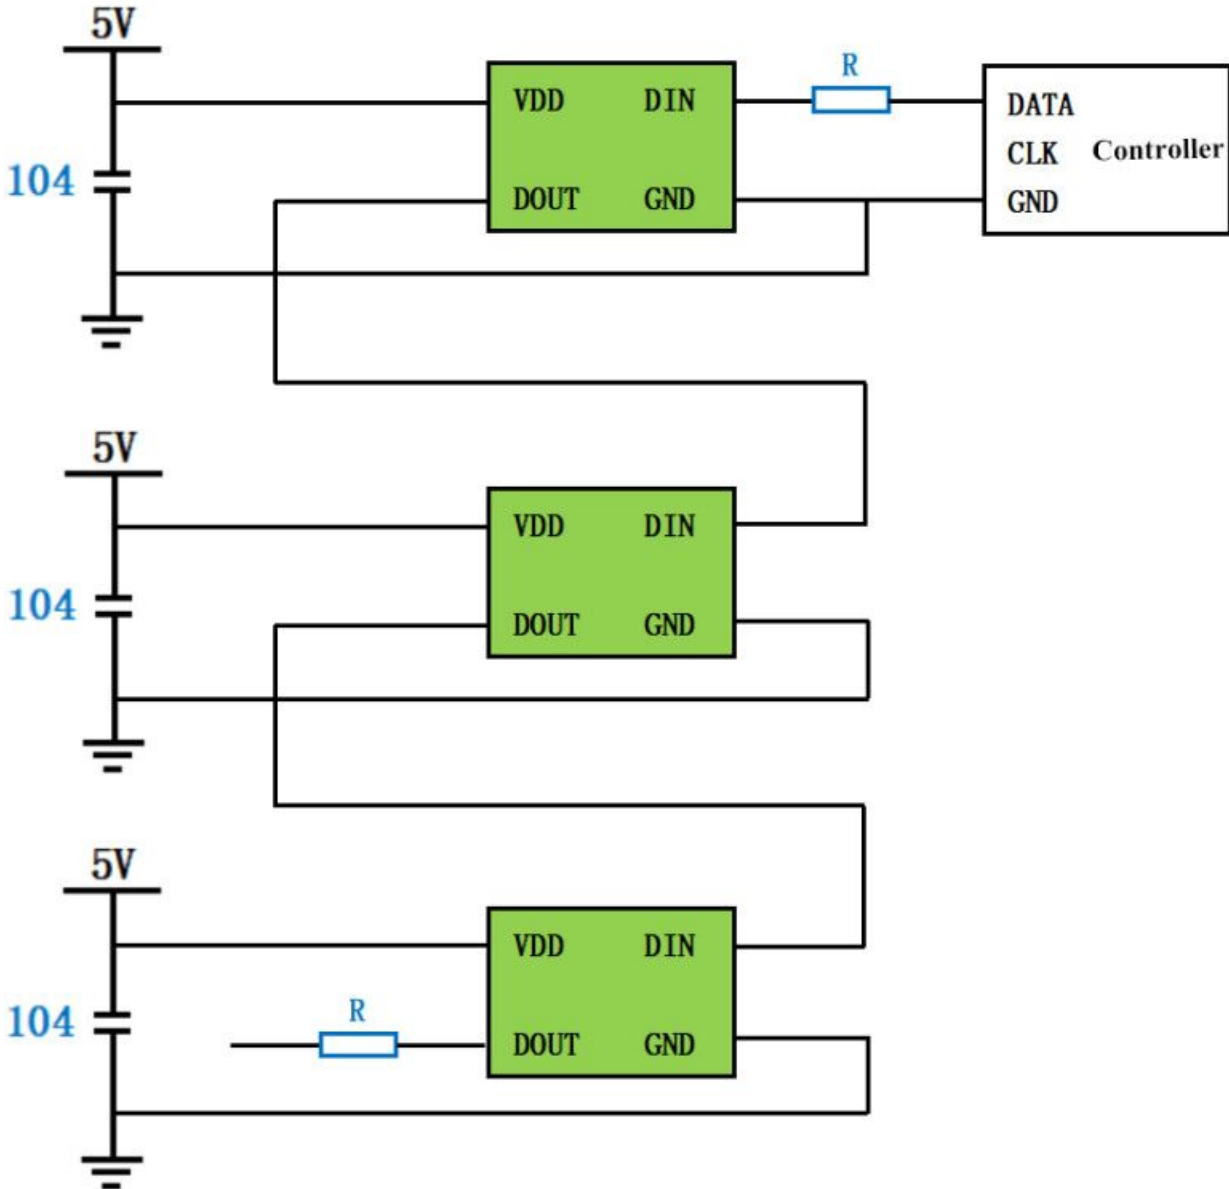 5V
VDD DIN
R
DATA
CLK Controller
GND
104
DOUT GND
5V
VDD DIN
104
DOUT GND
5V
VDD DIN
104
R
DOUT GND